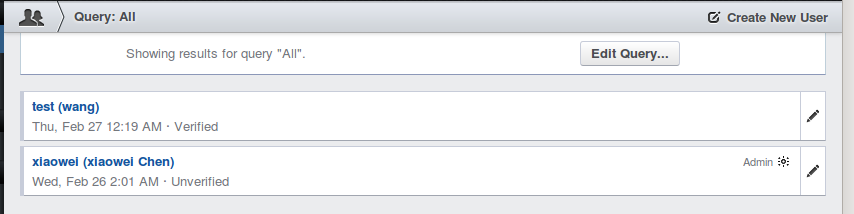 Query: All
Create New User
Showing results for query "All".
Edit Query...
test (wang)
Thu, Feb 27 12:19 AM · Verified
xiaowei (xiaowei Chen)
Admin
Wed, Feb 26 2:01 AM · Unverified